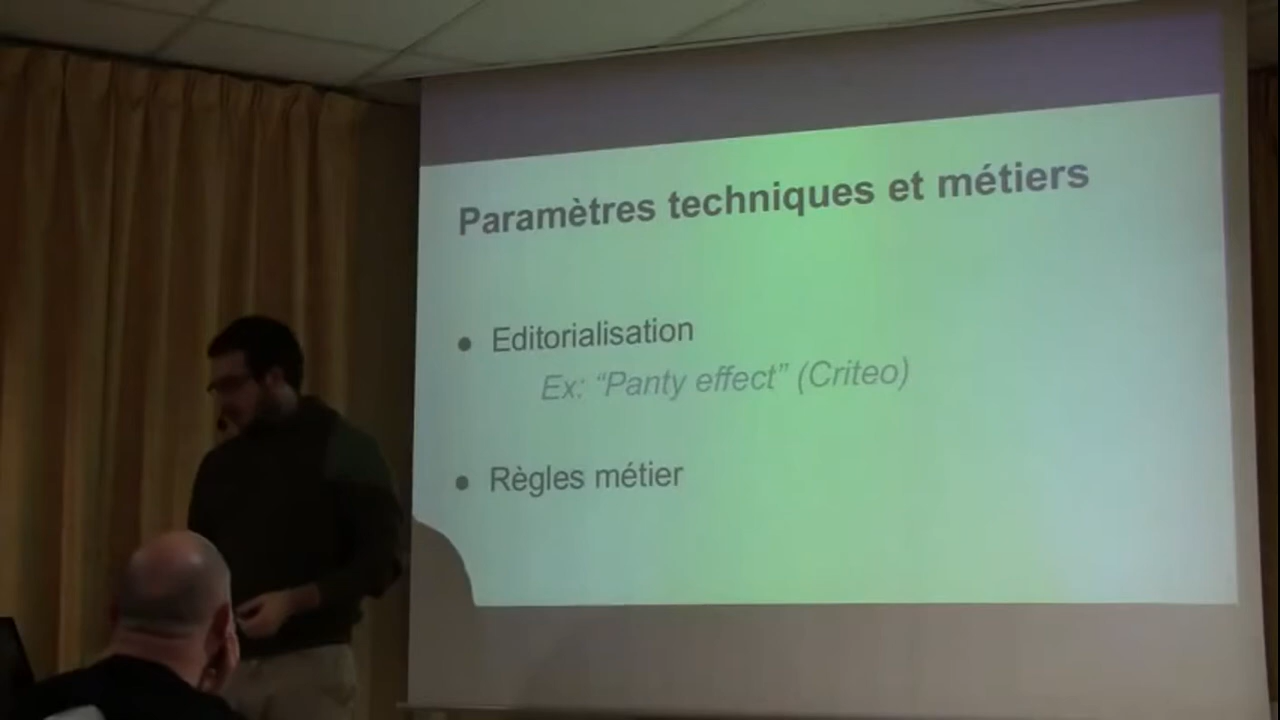 Paramètres techniques et métiers
● Editorialisation
Ex: “Panty effect” (Criteo)
● Règles métier